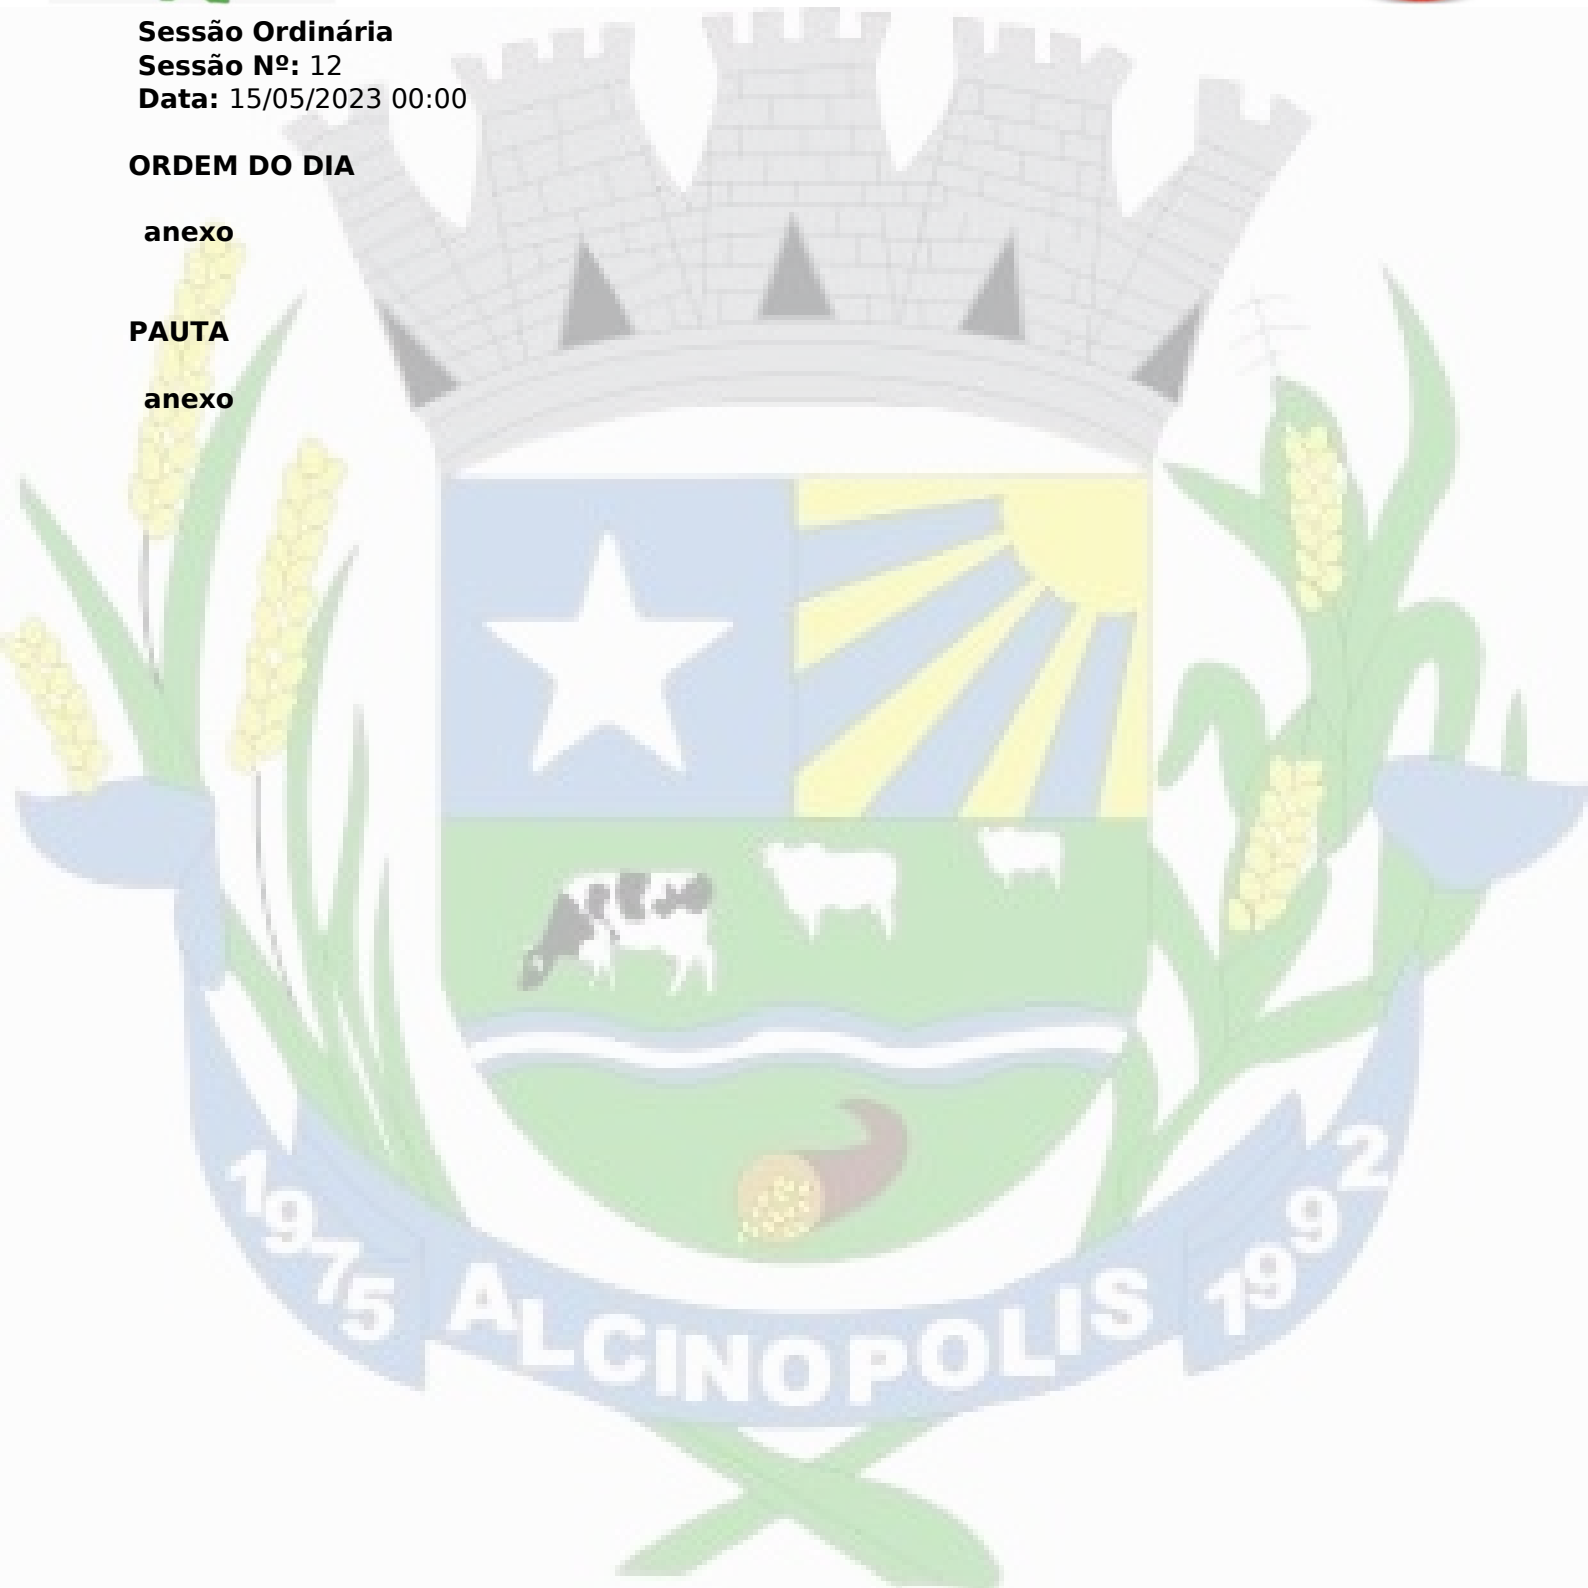 Sessão Ordinária
Sessão Nº: 12
Data: 15/05/2023 00:00
ORDEM DO DIA
anexo
PAUTA
anexo
1975 ALCINOPOLIS 1992